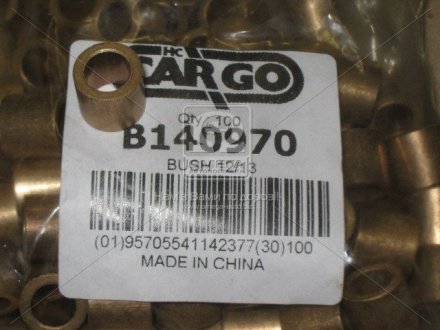 HC
CARGO
Qty. 100
B140970
BUSH 12/13
(01)95705541142377(30)100
MADE IN CHINA